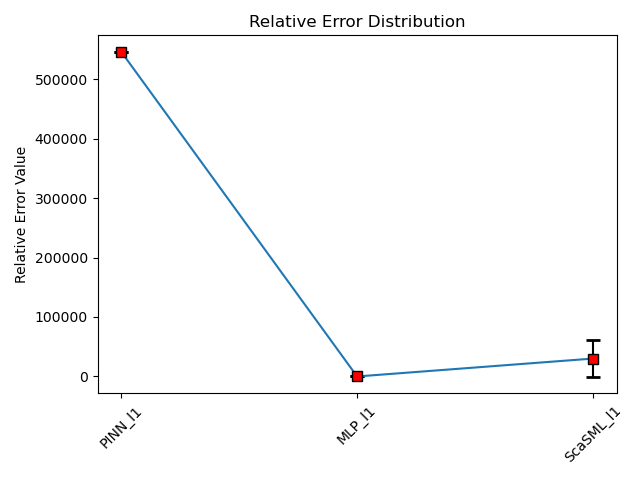 Relative Error Distribution
Relative Error Value
500000
400000
300000
200000
100000
0
PINN_l1
MLP_l1
ScaSML_l1